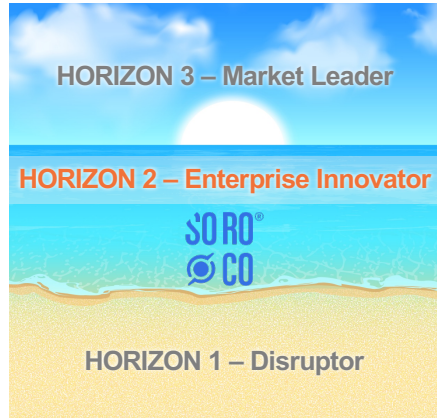 HORIZON 3 – Market Leader
HORIZON 2 – Enterprise Innovator
SORO®
CO
HORIZON 1 – Disruptor